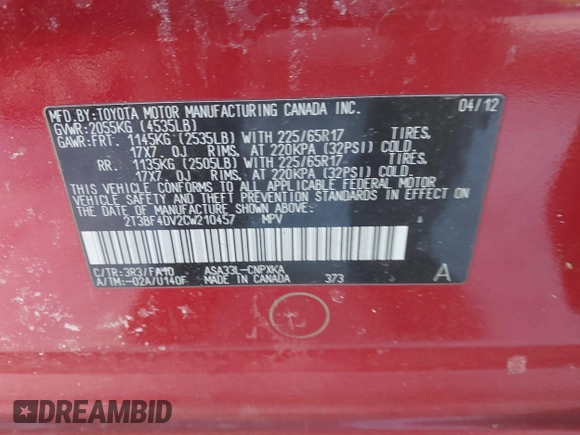 MFD.BY:TOYOTA MOTOR MANUFACTURING CANADA INC. 04/12
GVWR:2055KG (4535LB)
GAWR:FRT. 1145KG (2535LB) WITH 225/65R17 TIRES,
17X7.0J RIMS, AT 220KPA (32PSI) COLD.
RR. 1135KG (2505LB) WITH 225/65R17 TIRES,
17X7.0J RIMS, AT 220KPA (32PSI) COLD.
THIS VEHICLE CONFORMS TO ALL APPLICABLE FEDERAL MOTOR
VEHICLE SAFETY AND THEFT PREVENTION STANDARDS IN EFFECT ON
THE DATE OF MANUFACTURE SHOWN ABOVE.
2T3BF4DV2CW210457 MPV
C/TR:3R3/FA10 ASA33L-CNPXKA
A/TM:-02A/U140F MADE IN CANADA 373 A
DREAMBID